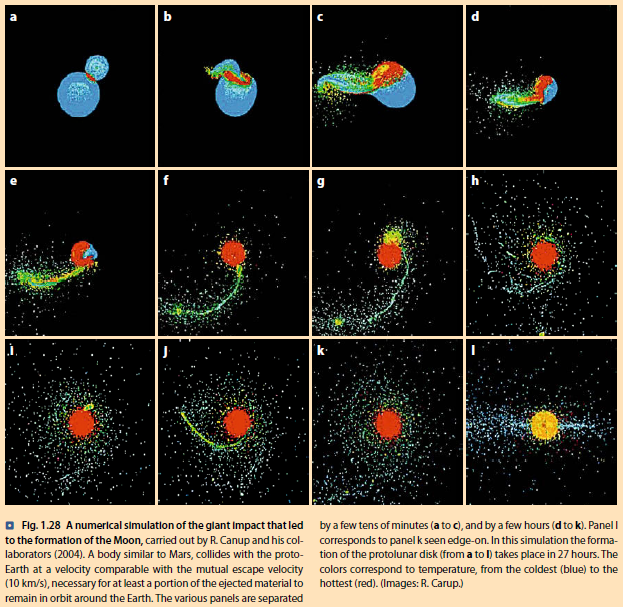 a
b
c
d
e
f
g
h
i
j
k
l
Fig. 1.28 A numerical simulation of the giant impact that led
to the formation of the Moon, carried out by R. Canup and his col-
laborators (2004). A body similar to Mars, collides with the proto-
Earth at a velocity comparable with the mutual escape velocity
(10 km/s), necessary for at least a portion of the ejected material to
remain in orbit around the Earth. The various panels are separated
by a few tens of minutes (a to c), and by a few hours (d to k). Panel l
corresponds to panel k seen edge-on. In this simulation the forma-
tion of the protolunar disk (from a to l) takes place in 27 hours. The
colors correspond to temperature, from the coldest (blue) to the
hottest (red). (Images: R. Carup.)